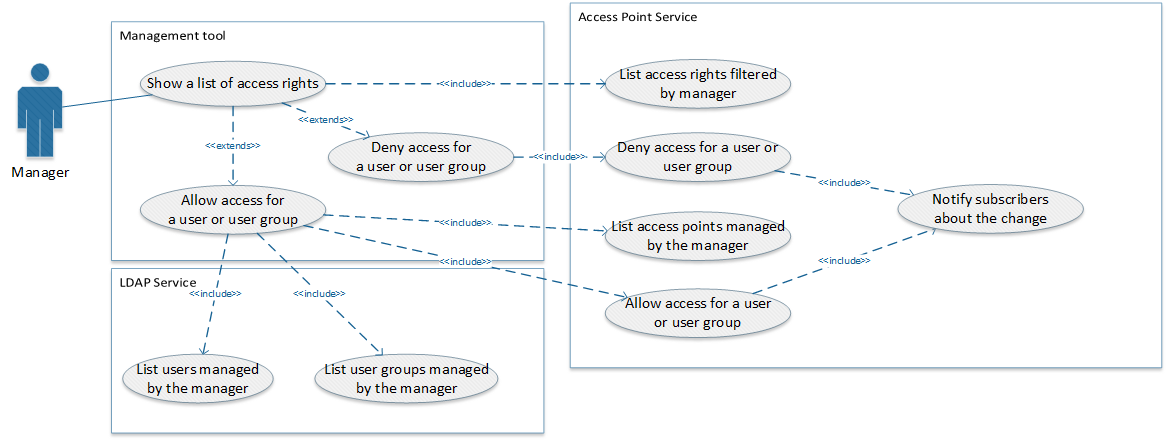 Access Point Service
Management tool
Show a list of access rights
<<include>>
List access rights filtered
by manager
<<extends>>
Deny access for
a user or user group
<<include>>
Deny access for a user or
user group
<<extends>>
Manager
<<include>>
Allow access for
a user or user group
Notify subscribers
about the change
<<include>>
List access points managed
by the manager
<<include>>
<<include>>
LDAP Service
<<include>>
<<include>>
Allow access for a user
or user group
List users managed
by the manager
List user groups managed
by the manager